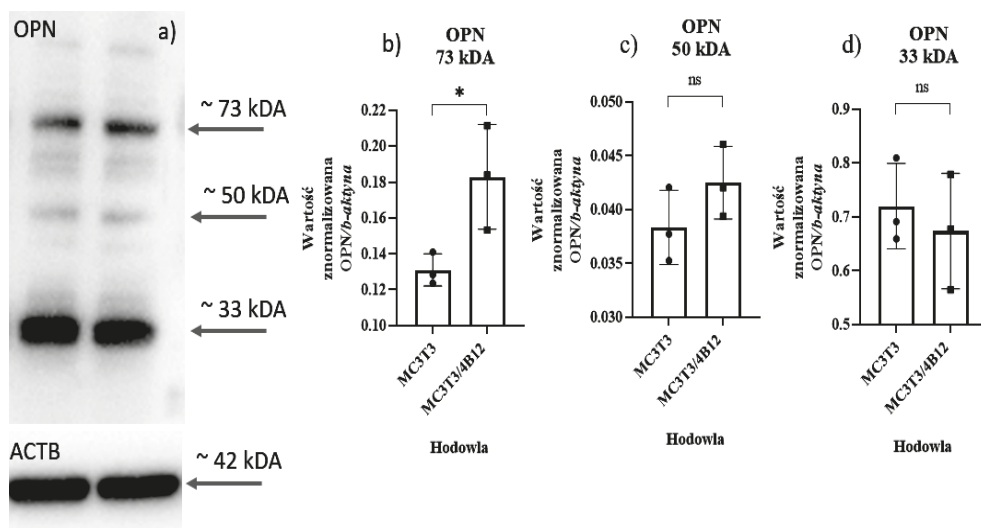 OPN
a)
~ 73 kDA
~ 50 kDA
~ 33 kDA
ACTB
~ 42 kDA
b)
OPN
73 kDA
*
0.22
0.20
0.18
0.16
0.14
0.12
0.10
Wartość
znormalizowana
OPN/b-aktyna
MC3T3
MC3T3/4B12
Hodowla
c)
OPN
50 kDA
ns
0.050
0.045
0.040
0.035
0.030
Wartość
znormalizowana
OPN/b-aktyna
MC3T3
MC3T3/4B12
Hodowla
d)
OPN
33 kDA
ns
0.9
0.8
0.7
0.6
0.5
Wartość
znormalizowana
OPN/b-aktyna
MC3T3
MC3T3/4B12
Hodowla